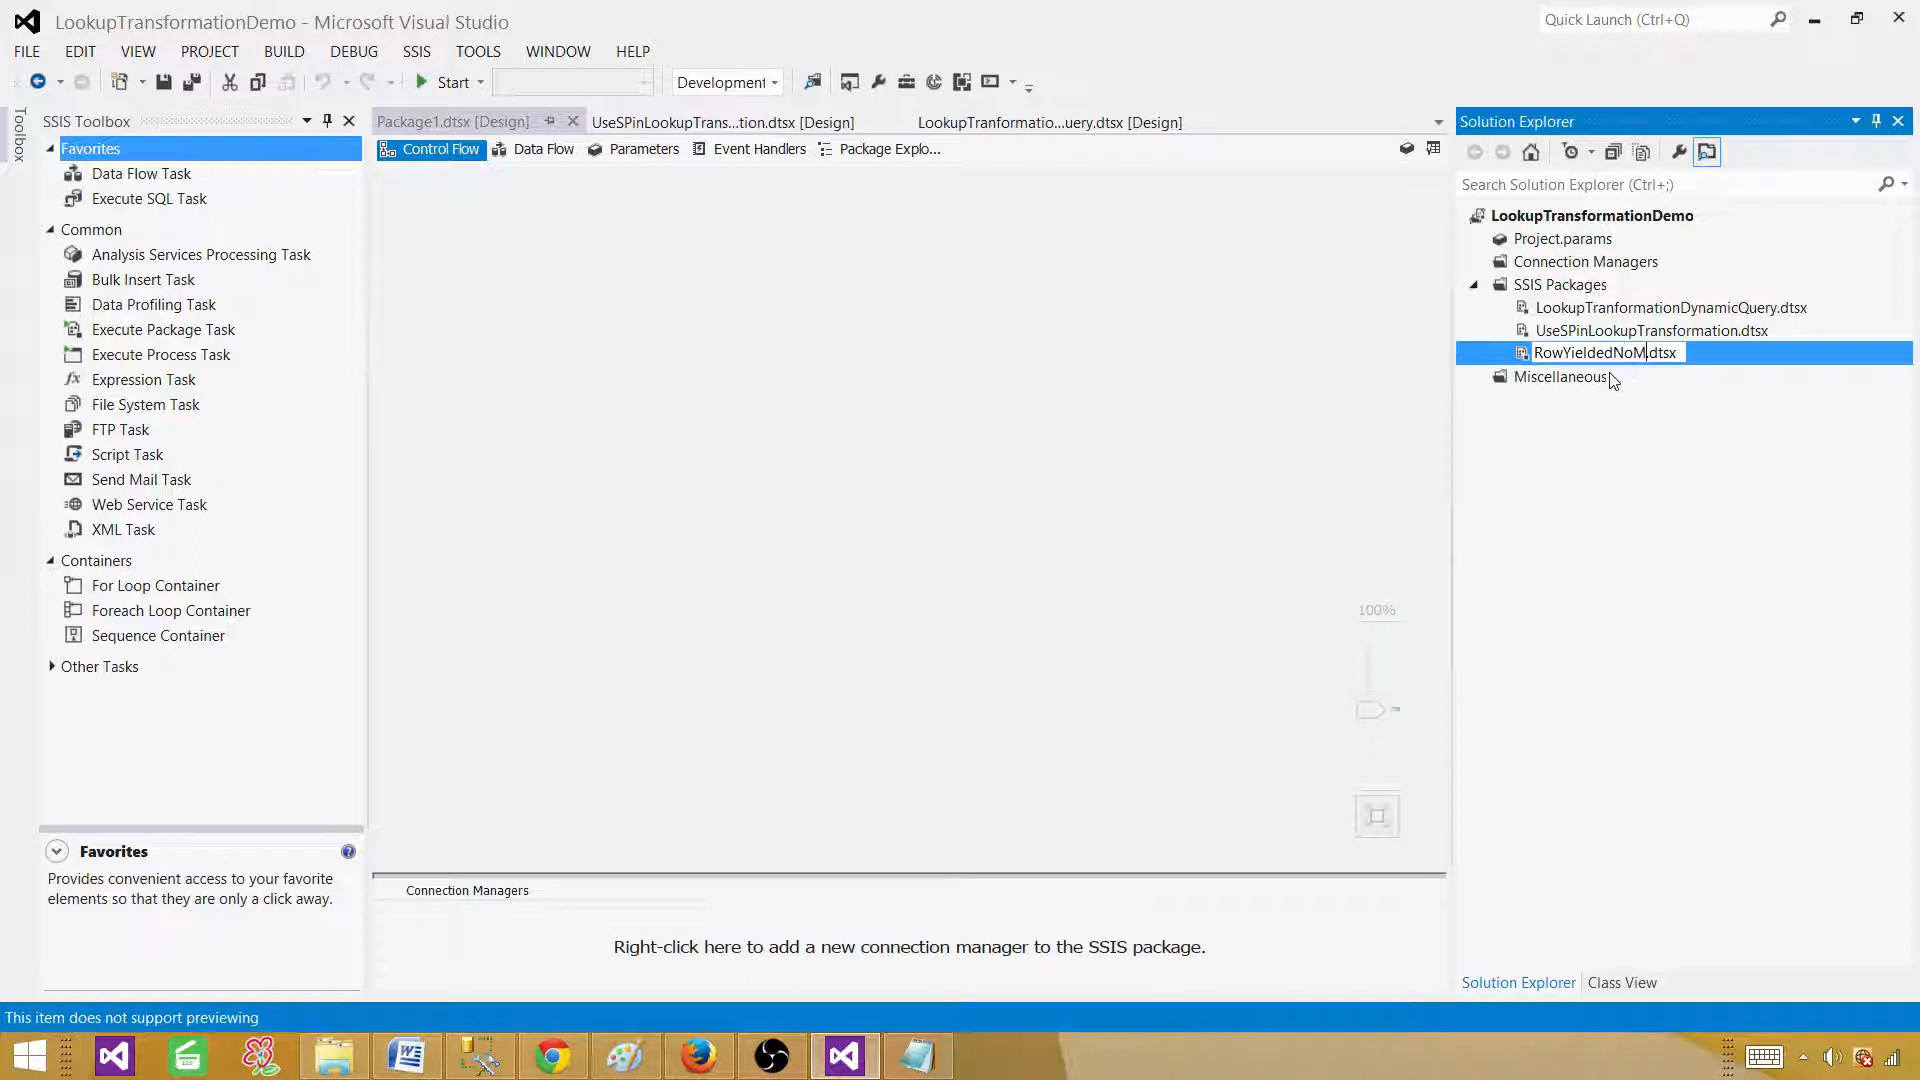 LookupTransformationDemo - Microsoft Visual Studio
Quick Launch (Ctrl+Q)
FILE EDIT VIEW PROJECT BUILD DEBUG SSIS TOOLS WINDOW HELP
Start
Development
Toolbox
SSIS Toolbox
Favorites
Data Flow Task
Execute SQL Task
Common
Analysis Services Processing Task
Bulk Insert Task
Data Profiling Task
Execute Package Task
Execute Process Task
Expression Task
File System Task
FTP Task
Script Task
Send Mail Task
Web Service Task
XML Task
Containers
For Loop Container
Foreach Loop Container
Sequence Container
Other Tasks
Favorites
Provides convenient access to your favorite
elements so that they are only a click away.
Package1.dtsx [Design] UseSPinLookupTrans...tion.dtsx [Design] LookupTranformatio...uery.dtsx [Design]
Control Flow Data Flow Parameters Event Handlers Package Explo...
100%
Connection Managers
Right-click here to add a new connection manager to the SSIS package.
Solution Explorer
Search Solution Explorer (Ctrl+;)
LookupTransformationDemo
Project.params
Connection Managers
SSIS Packages
LookupTranformationDynamicQuery.dtsx
UseSPinLookupTransformation.dtsx
RowYieldedNoM.dtsx
Miscellaneous
Solution Explorer Class View
This item does not support previewing